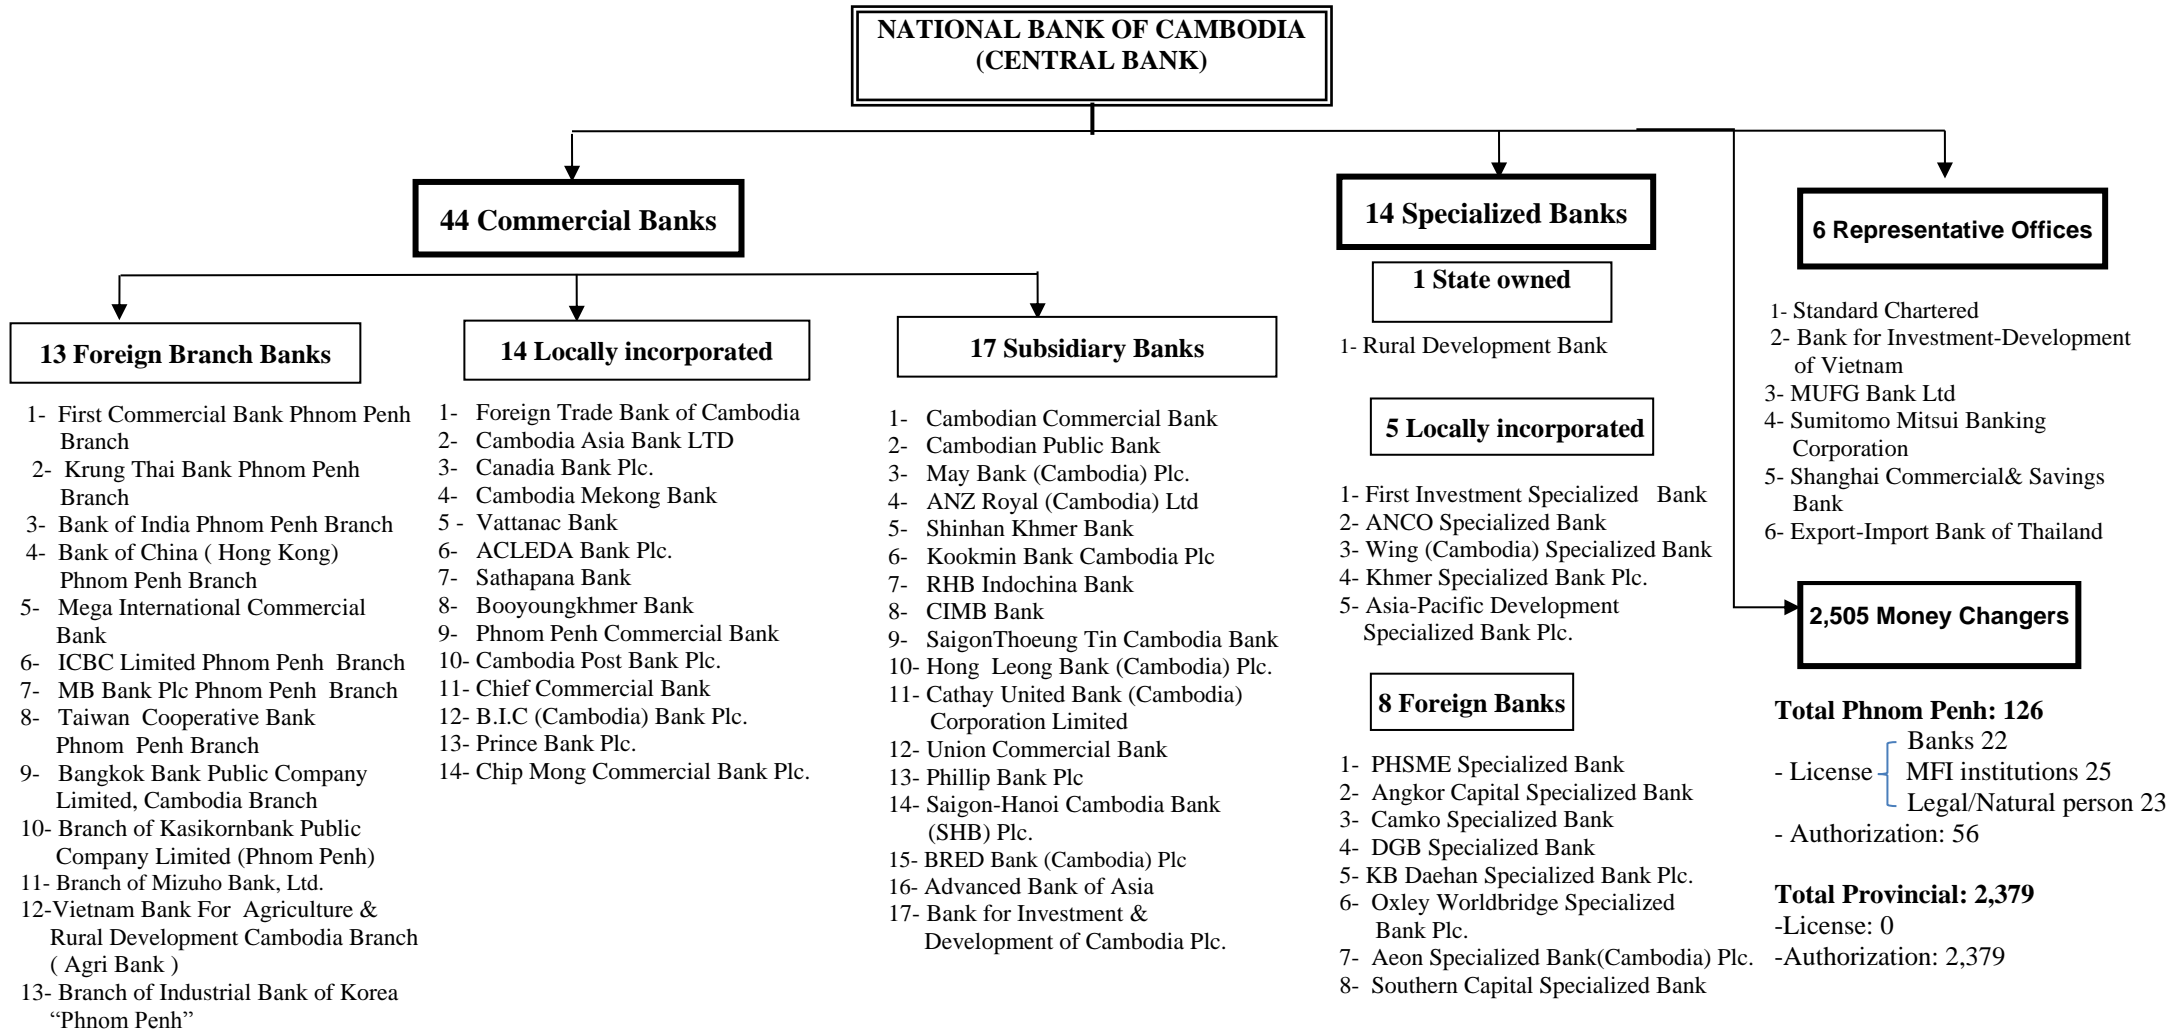 NATIONAL BANK OF CAMBODIA
(CENTRAL BANK)
44 Commercial Banks
13 Foreign Branch Banks
1- First Commercial Bank Phnom Penh
Branch
2- Krung Thai Bank Phnom Penh
Branch
3- Bank of India Phnom Penh Branch
4- Bank of China ( Hong Kong)
Phnom Penh Branch
5- Mega International Commercial
Bank
6- ICBC Limited Phnom Penh Branch
7- MB Bank Plc Phnom Penh Branch
8- Taiwan Cooperative Bank
Phnom Penh Branch
9- Bangkok Bank Public Company
Limited, Cambodia Branch
10- Branch of Kasikornbank Public
Company Limited (Phnom Penh)
11- Branch of Mizuho Bank, Ltd.
12-Vietnam Bank For Agriculture &
Rural Development Cambodia Branch
( Agri Bank )
13- Branch of Industrial Bank of Korea
“Phnom Penh”
14 Locally incorporated
1- Foreign Trade Bank of Cambodia
2- Cambodia Asia Bank LTD
3- Canadia Bank Plc.
4- Cambodia Mekong Bank
5 - Vattanac Bank
6- ACLEDA Bank Plc.
7- Sathapana Bank
8- Booyoungkhmer Bank
9- Phnom Penh Commercial Bank
10- Cambodia Post Bank Plc.
11- Chief Commercial Bank
12- B.I.C (Cambodia) Bank Plc.
13- Prince Bank Plc.
14- Chip Mong Commercial Bank Plc.
17 Subsidiary Banks
1- Cambodian Commercial Bank
2- Cambodian Public Bank
3- May Bank (Cambodia) Plc.
4- ANZ Royal (Cambodia) Ltd
5- Shinhan Khmer Bank
6- Kookmin Bank Cambodia Plc
7- RHB Indochina Bank
8- CIMB Bank
9- SaigonThoeung Tin Cambodia Bank
10- Hong Leong Bank (Cambodia) Plc.
11- Cathay United Bank (Cambodia)
Corporation Limited
12- Union Commercial Bank
13- Phillip Bank Plc
14- Saigon-Hanoi Cambodia Bank
(SHB) Plc.
15- BRED Bank (Cambodia) Plc
16- Advanced Bank of Asia
17- Bank for Investment &
Development of Cambodia Plc.
14 Specialized Banks
1 State owned
1- Rural Development Bank
5 Locally incorporated
1- First Investment Specialized Bank
2- ANCO Specialized Bank
3- Wing (Cambodia) Specialized Bank
4- Khmer Specialized Bank Plc.
5- Asia-Pacific Development
Specialized Bank Plc.
8 Foreign Banks
1- PHSME Specialized Bank
2- Angkor Capital Specialized Bank
3- Camko Specialized Bank
4- DGB Specialized Bank
5- KB Daehan Specialized Bank Plc.
6- Oxley Worldbridge Specialized
Bank Plc.
7- Aeon Specialized Bank(Cambodia) Plc.
8- Southern Capital Specialized Bank
6 Representative Offices
1- Standard Chartered
2- Bank for Investment-Development
of Vietnam
3- MUFG Bank Ltd
4- Sumitomo Mitsui Banking
Corporation
5- Shanghai Commercial& Savings
Bank
6- Export-Import Bank of Thailand
2,505 Money Changers
Total Phnom Penh: 126
Banks 22
- License MFI institutions 25
Legal/Natural person 23
- Authorization: 56
Total Provincial: 2,379
-License: 0
-Authorization: 2,379